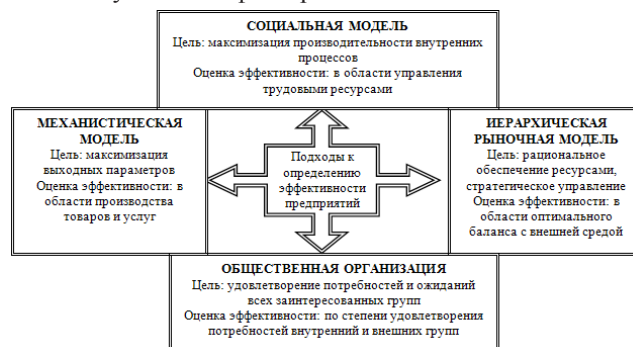 СОЦИАЛЬНАЯ МОДЕЛЬ
Цель: максимизация производительности внутренних
процессов
Оценка эффективности: в области управления
трудовыми ресурсами
МЕХАНИСТИЧЕСКАЯ
МОДЕЛЬ
Цель: максимизация
выходных параметров
Оценка эффективности: в
области производства
товаров и услуг
Подходы к
определению
эффективности
предприятий
ИЕРАРХИЧЕСКАЯ
РЫНОЧНАЯ МОДЕЛЬ
Цель: рациональное
обеспечение ресурсами,
стратегическое управление
Оценка эффективности: в
области оптимального
баланса с внешней средой
ОБЩЕСТВЕННАЯ ОРГАНИЗАЦИЯ
Цель: удовлетворение потребностей и ожиданий
всех заинтересованных групп
Оценка эффективности: по степени удовлетворения
потребностей внутренний и внешних групп